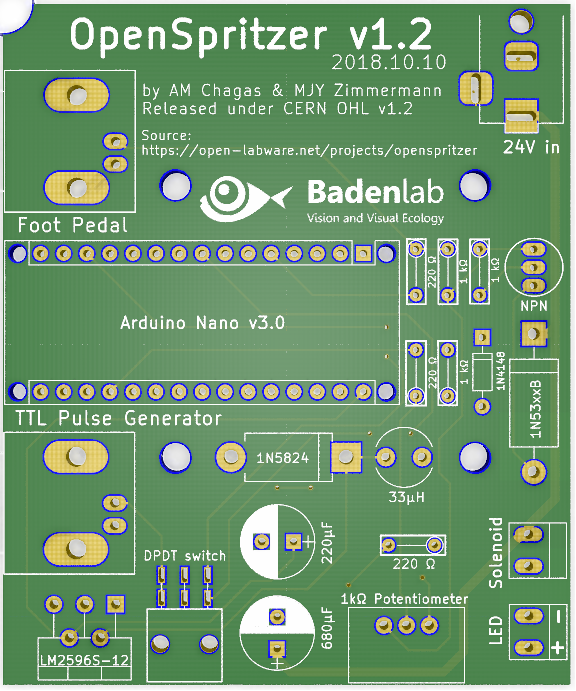 OpenSpritzer v1.2
2018.10.10
by AM Chagas & MJY Zimmermann
Released under CERN OHL v1.2
Source:
https://open-labware.net/projects/openspritzer
24V in
Badenlab
Vision and Visual Ecology
Foot Pedal
220 Ω
1 kΩ
1 kΩ
NPN
Arduino Nano v3.0
220 Ω
1 kΩ
1N4148
1N53xxB
TTL Pulse Generator
1N5824
33µH
DPDT switch
220µF
+
220 Ω
Solenoid
1kΩ Potentiometer
680µF
+
LED
-
+
LM2596S-12